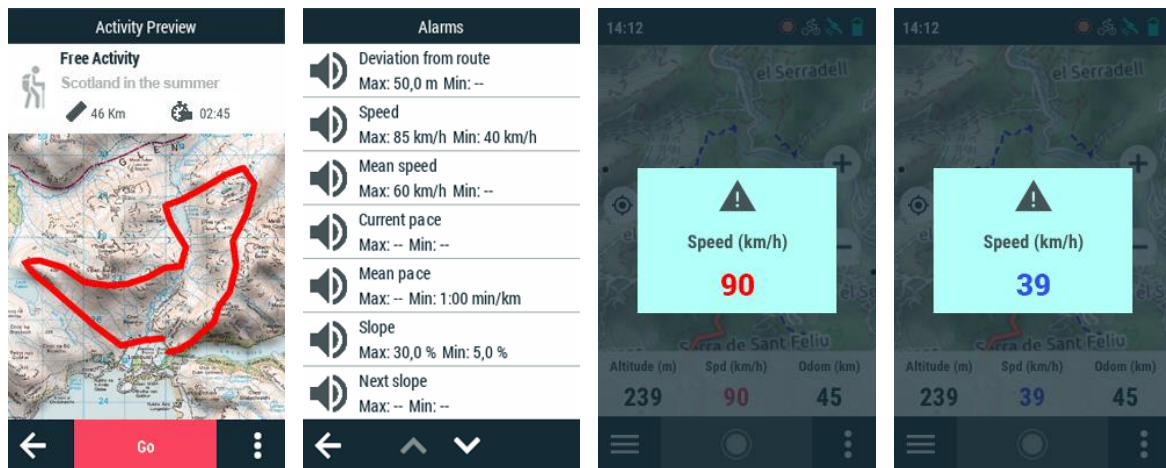 Activity Preview
Free Activity
Scotland in the summer
46 Km
02:45
G L E N
24
Go
Alarms
Deviation from route
Max: 50,0 m Min: --
Speed
Max: 85 km/h Min: 40 km/h
Mean speed
Max: 60 km/h Min: --
Current pace
Max: -- Min: --
Mean pace
Max: -- Min: 1:00 min/km
Slope
Max: 30,0 % Min: 5,0 %
Next slope
Max: -- Min: --
14:12
el Serradell
Speed (km/h)
90
Serra de Sant Feliu
Altitude (m) Spd (km/h) Odom (km)
239 90 45
14:12
el Serradell
Speed (km/h)
39
Serra de Sant Feliu
Altitude (m) Spd (km/h) Odom (km)
239 39 45